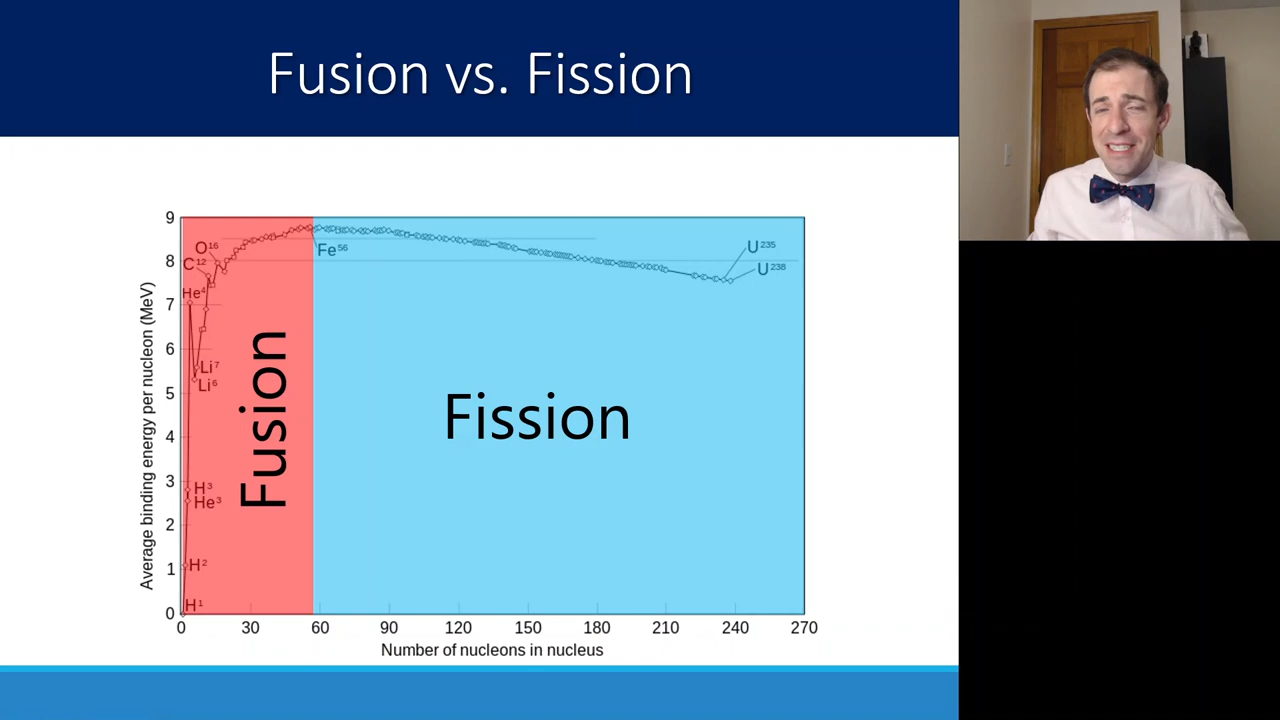 Fusion vs. Fission
Average binding energy per nucleon (MeV)
9
8
7
6
5
4
3
2
1
0
O¹⁶
C¹²
He⁴
Li⁷
Li⁶
H³
He³
H²
H¹
Fe⁵⁶
U²³⁵
U²³⁸
Fusion
Fission
0 30 60 90 120 150 180 210 240 270
Number of nucleons in nucleus